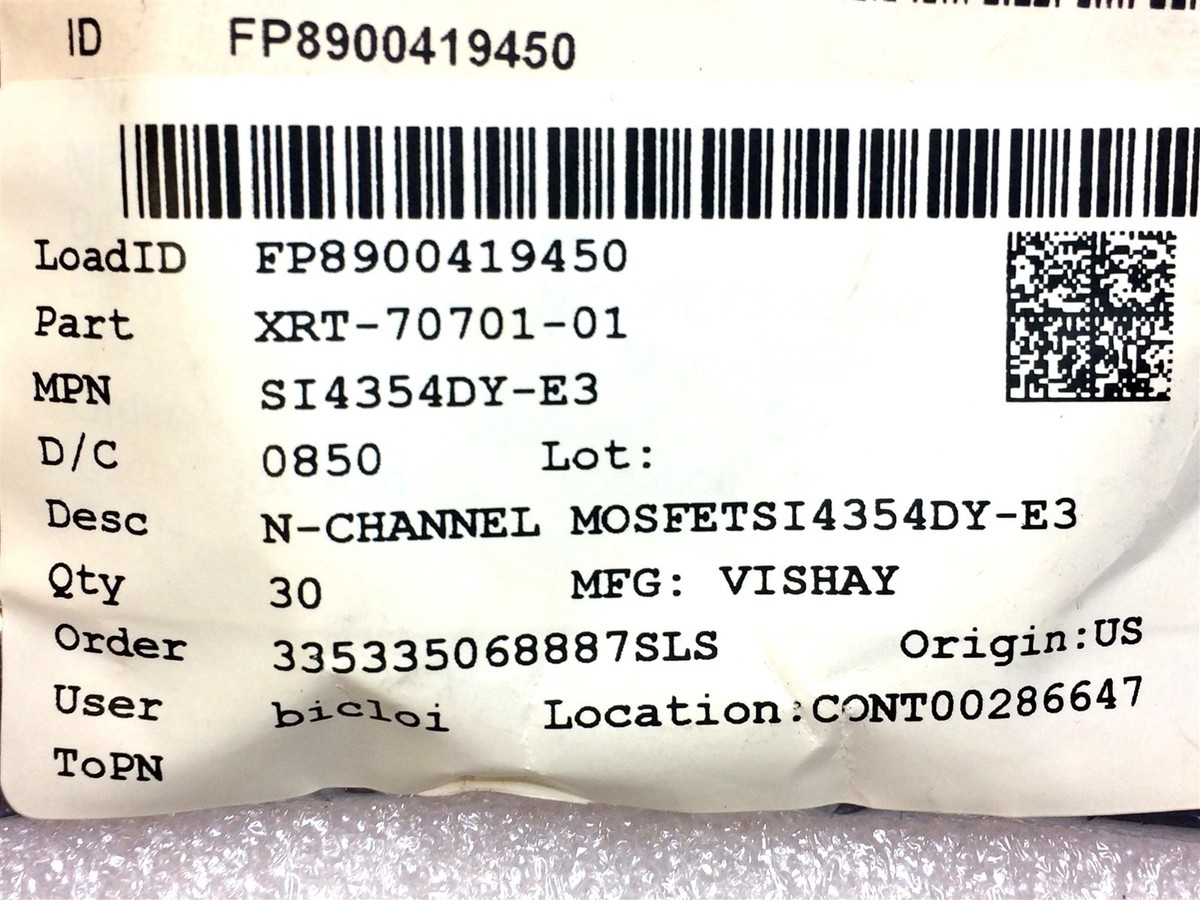 ID FP8900419450
LoadID FP8900419450
Part XRT-70701-01
MPN SI4354DY-E3
D/C 0850 Lot:
Desc N-CHANNEL MOSFETSI4354DY-E3
Qty 30 MFG: VISHAY
Order 335335068887SLS Origin:US
User bicloi Location:CONT00286647
ToPN